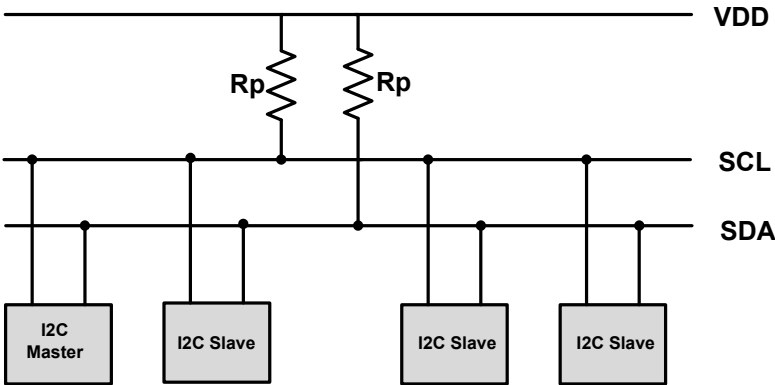 VDD
Rp
Rp
SCL
SDA
I2C
Master
I2C Slave
I2C Slave
I2C Slave